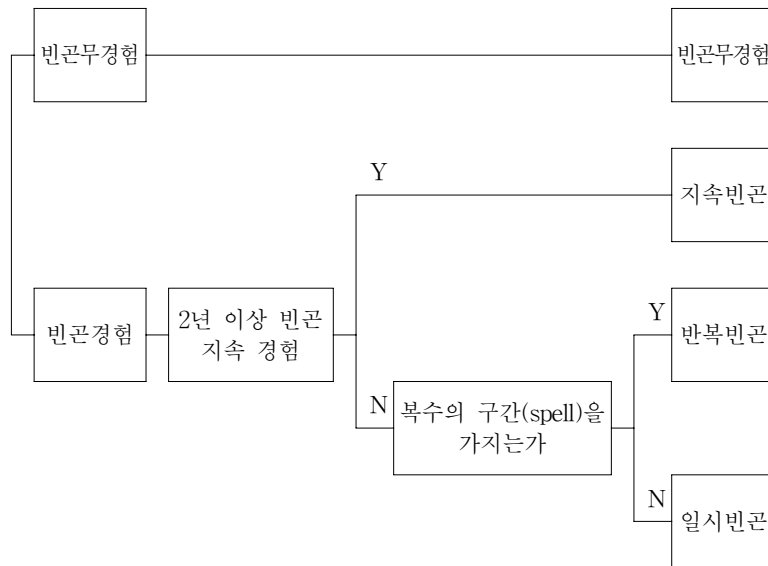 빈곤무경험
빈곤무경험
Y
지속빈곤
빈곤경험
2년 이상 빈곤
지속 경험
Y
반복빈곤
N
복수의 구간(spell)을
가지는가
N
일시빈곤